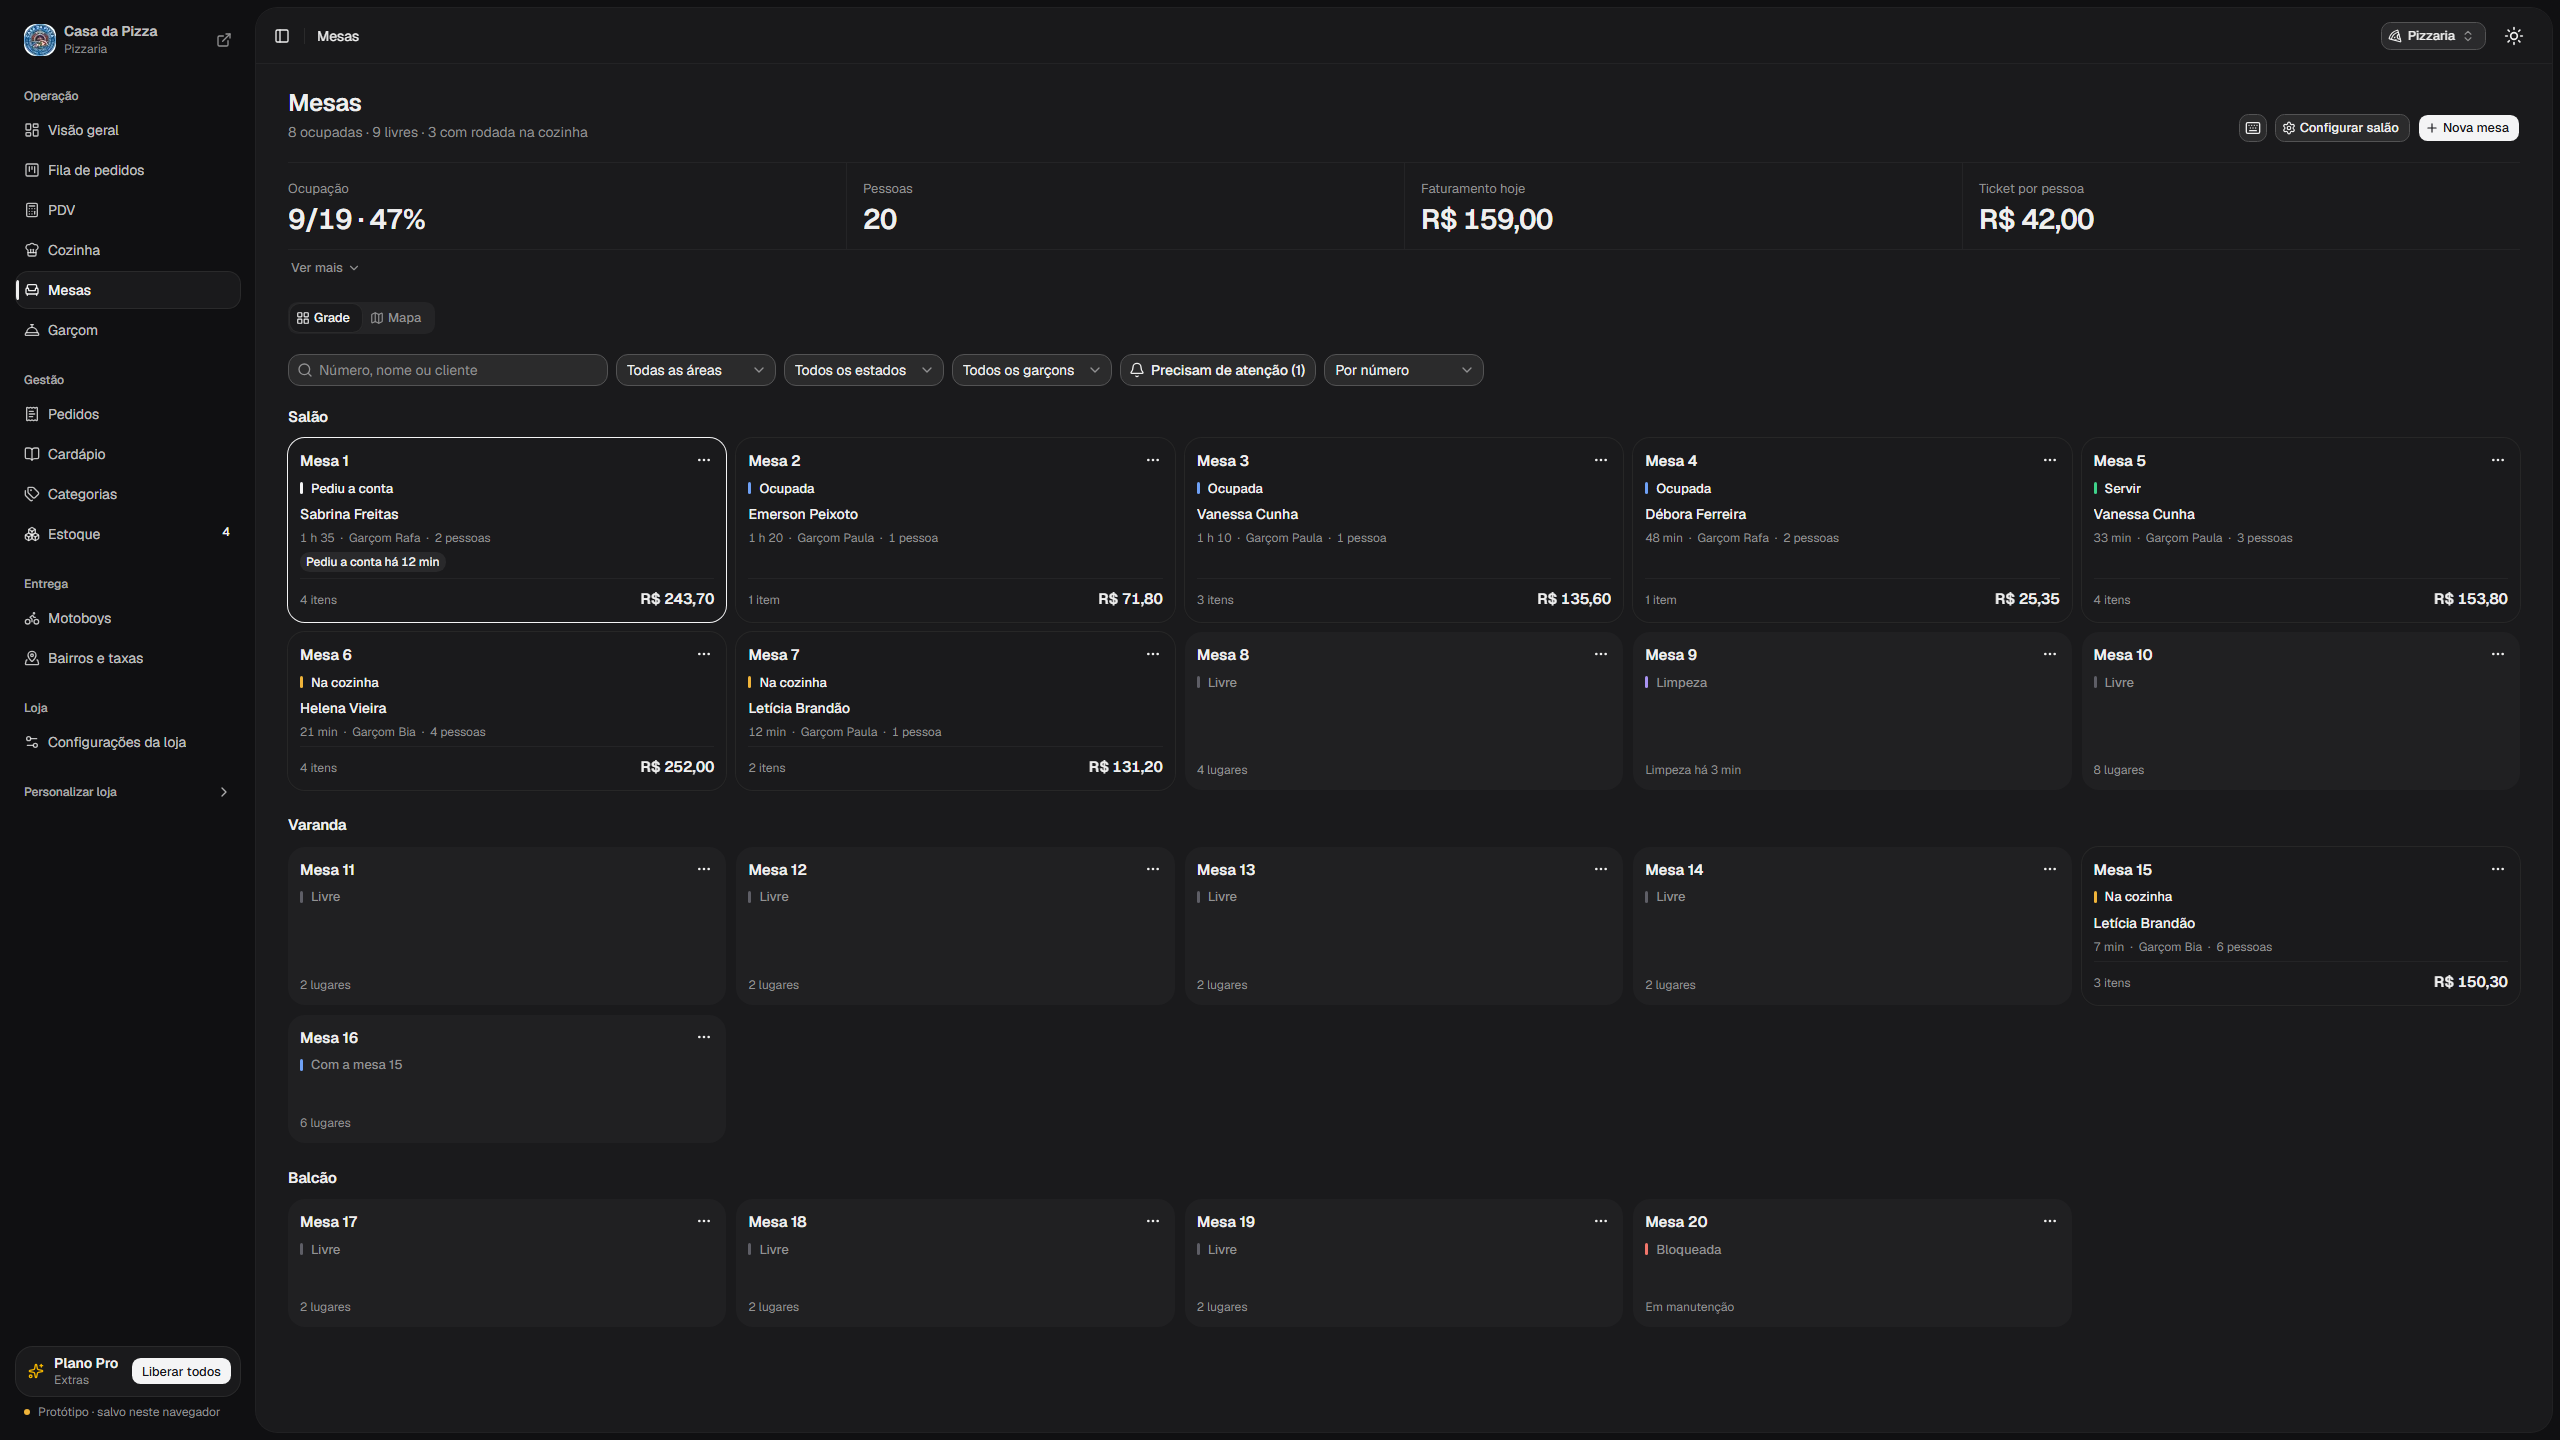 Casa da Pizza
Pizzaria
Operação
Visão geral
Fila de pedidos
PDV
Cozinha
Mesas
Garçom
Gestão
Pedidos
Cardápio
Categorias
Estoque 4
Entrega
Motoboys
Bairros e taxas
Loja
Configurações da loja
Personalizar loja
Plano Pro
Extras
Liberar todos
Protótipo · salvo neste navegador
Mesas
Pizzaria
Mesas
8 ocupadas · 9 livres · 3 com rodada na cozinha
Configurar salão
Nova mesa
Ocupação
9/19 · 47%
Pessoas
20
Faturamento hoje
R$ 159,00
Ticket por pessoa
R$ 42,00
Ver mais
Grade
Mapa
Número, nome ou cliente
Todas as áreas
Todos os estados
Todos os garçons
Precisam de atenção (1)
Por número
Salão
Mesa 1
Pediu a conta
Sabrina Freitas
1 h 35 · Garçom Rafa · 2 pessoas
Pediu a conta há 12 min
4 itens R$ 243,70
Mesa 2
Ocupada
Emerson Peixoto
1 h 20 · Garçom Paula · 1 pessoa
1 item R$ 71,80
Mesa 3
Ocupada
Vanessa Cunha
1 h 10 · Garçom Paula · 1 pessoa
3 itens R$ 135,60
Mesa 4
Ocupada
Débora Ferreira
48 min · Garçom Rafa · 2 pessoas
1 item R$ 25,35
Mesa 5
Servir
Vanessa Cunha
33 min · Garçom Paula · 3 pessoas
4 itens R$ 153,80
Mesa 6
Na cozinha
Helena Vieira
21 min · Garçom Bia · 4 pessoas
4 itens R$ 252,00
Mesa 7
Na cozinha
Letícia Brandão
12 min · Garçom Paula · 1 pessoa
2 itens R$ 131,20
Mesa 8
Livre
4 lugares
Mesa 9
Limpeza
Limpeza há 3 min
Mesa 10
Livre
8 lugares
Varanda
Mesa 11
Livre
2 lugares
Mesa 12
Livre
2 lugares
Mesa 13
Livre
2 lugares
Mesa 14
Livre
2 lugares
Mesa 15
Na cozinha
Letícia Brandão
7 min · Garçom Bia · 6 pessoas
3 itens R$ 150,30
Mesa 16
Com a mesa 15
6 lugares
Balcão
Mesa 17
Livre
2 lugares
Mesa 18
Livre
2 lugares
Mesa 19
Livre
2 lugares
Mesa 20
Bloqueada
Em manutenção